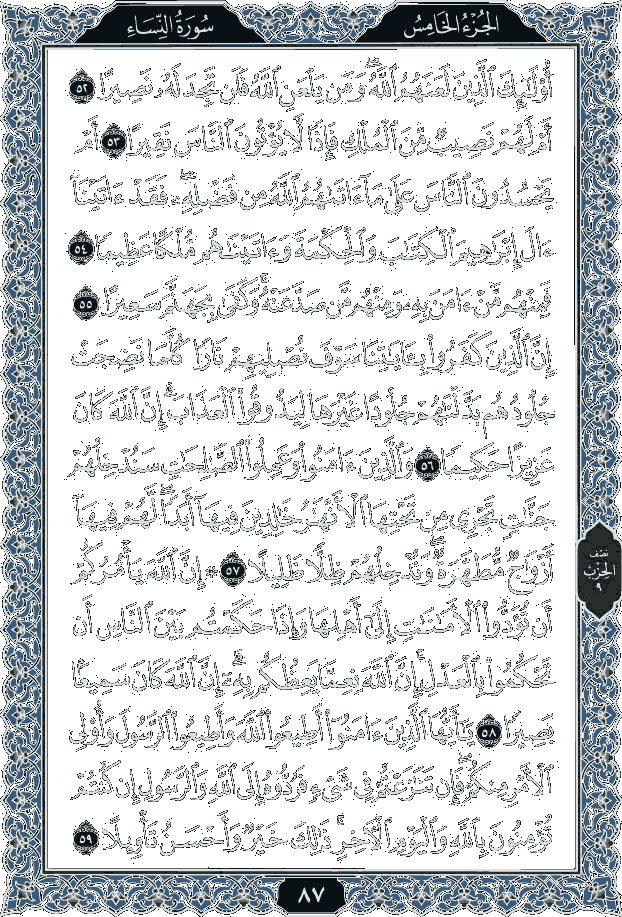 الجُزْءُ الخَامِسُ
سُورَةُ النِّسَاءِ
أُوْلَٰٓئِكَ ٱلَّذِينَ لَعَنَهُمُ ٱللَّهُۖ وَمَن يَلۡعَنِ ٱللَّهُ فَلَن تَجِدَ لَهُۥ نَصِيرًا ٥٢
أَمۡ لَهُمۡ نَصِيبٞ مِّنَ ٱلۡمُلۡكِ فَإِذٗا لَّا يُؤۡتُونَ ٱلنَّاسَ نَقِيرًا ٥٣ أَمۡ
يَحۡسُدُونَ ٱلنَّاسَ عَلَىٰ مَآ ءَاتَىٰهُمُ ٱللَّهُ مِن فَضۡلِهِۦۖ فَقَدۡ ءَاتَيۡنَآ
ءَالَ إِبۡرَٰهِيمَ ٱلۡكِتَٰبَ وَٱلۡحِكۡمَةَ وَءَاتَيۡنَٰهُم مُّلۡكًا عَظِيمٗا ٥٤
فَمِنۡهُم مَّنۡ ءَامَنَ بِهِۦ وَمِنۡهُم مَّن صَدَّ عَنۡهُۚ وَكَفَىٰ بِجَهَنَّمَ سَعِيرًا ٥٥
إِنَّ ٱلَّذِينَ كَفَرُواْ بِـَٔايَٰتِنَا سَوۡفَ نُصۡلِيهِمۡ نَارٗا كُلَّمَا نَضِجَتۡ
جُلُودُهُم بَدَّلۡنَٰهُمۡ جُلُودًا غَيۡرَهَا لِيَذُوقُواْ ٱلۡعَذَابَۗ إِنَّ ٱللَّهَ كَانَ
عَزِيزًا حَكِيمٗا ٥٦ وَٱلَّذِينَ ءَامَنُواْ وَعَمِلُواْ ٱلصَّٰلِحَٰتِ سَنُدۡخِلُهُمۡ
جَنَّٰتٖ تَجۡرِي مِن تَحۡتِهَا ٱلۡأَنۡهَٰرُ خَٰلِدِينَ فِيهَآ أَبَدٗاۖ لَّهُمۡ فِيهَآ
أَزۡوَٰجٞ مُّطَهَّرَةٞۖ وَنُدۡخِلُهُمۡ ظِلّٗا ظَلِيلًا ٥٧ ۞ إِنَّ ٱللَّهَ يَأۡمُرُكُمۡ
أَن تُؤَدُّواْ ٱلۡأَمَٰنَٰتِ إِلَىٰٓ أَهۡلِهَا وَإِذَا حَكَمۡتُم بَيۡنَ ٱلنَّاسِ أَن
تَحۡكُمُواْ بِٱلۡعَدۡلِۚ إِنَّ ٱللَّهَ نِعِمَّا يَعِظُكُم بِهِۦٓۗ إِنَّ ٱللَّهَ كَانَ سَمِيعَۢا
بَصِيرٗا ٥٨ يَٰٓأَيُّهَا ٱلَّذِينَ ءَامَنُوٓاْ أَطِيعُواْ ٱللَّهَ وَأَطِيعُواْ ٱلرَّسُولَ وَأُوْلِي
ٱلۡأَمۡرِ مِنكُمۡۖ فَإِن تَنَٰزَعۡتُمۡ فِي شَيۡءٖ فَرُدُّوهُ إِلَى ٱللَّهِ وَٱلرَّسُولِ إِن كُنتُمۡ
تُؤۡمِنُونَ بِٱللَّهِ وَٱلۡيَوۡمِ ٱلۡأٓخِرِۚ ذَٰلِكَ خَيۡرٞ وَأَحۡسَنُ تَأۡوِيلًا ٥٩
نصف
الحزب
٩
٨٧